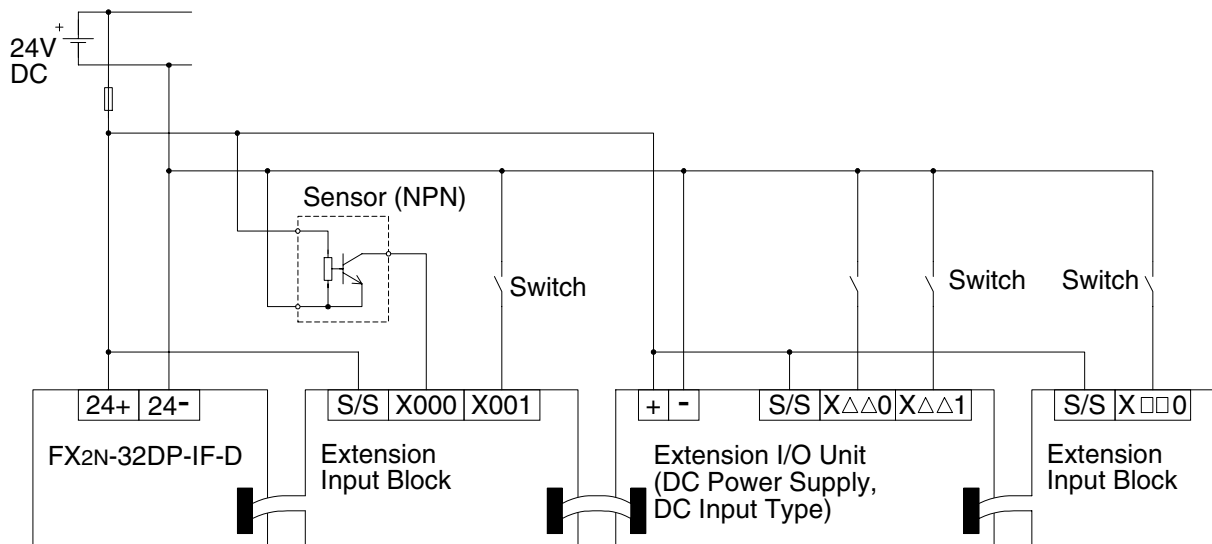 +
24V
DC
Sensor (NPN)
Switch
Switch
Switch
24+ 24-
S/S X000 X001
+ -
S/S X△△0 X△△1
S/S X□□0
FX2N-32DP-IF-D
Extension
Input Block
Extension I/O Unit
(DC Power Supply,
DC Input Type)
Extension
Input Block